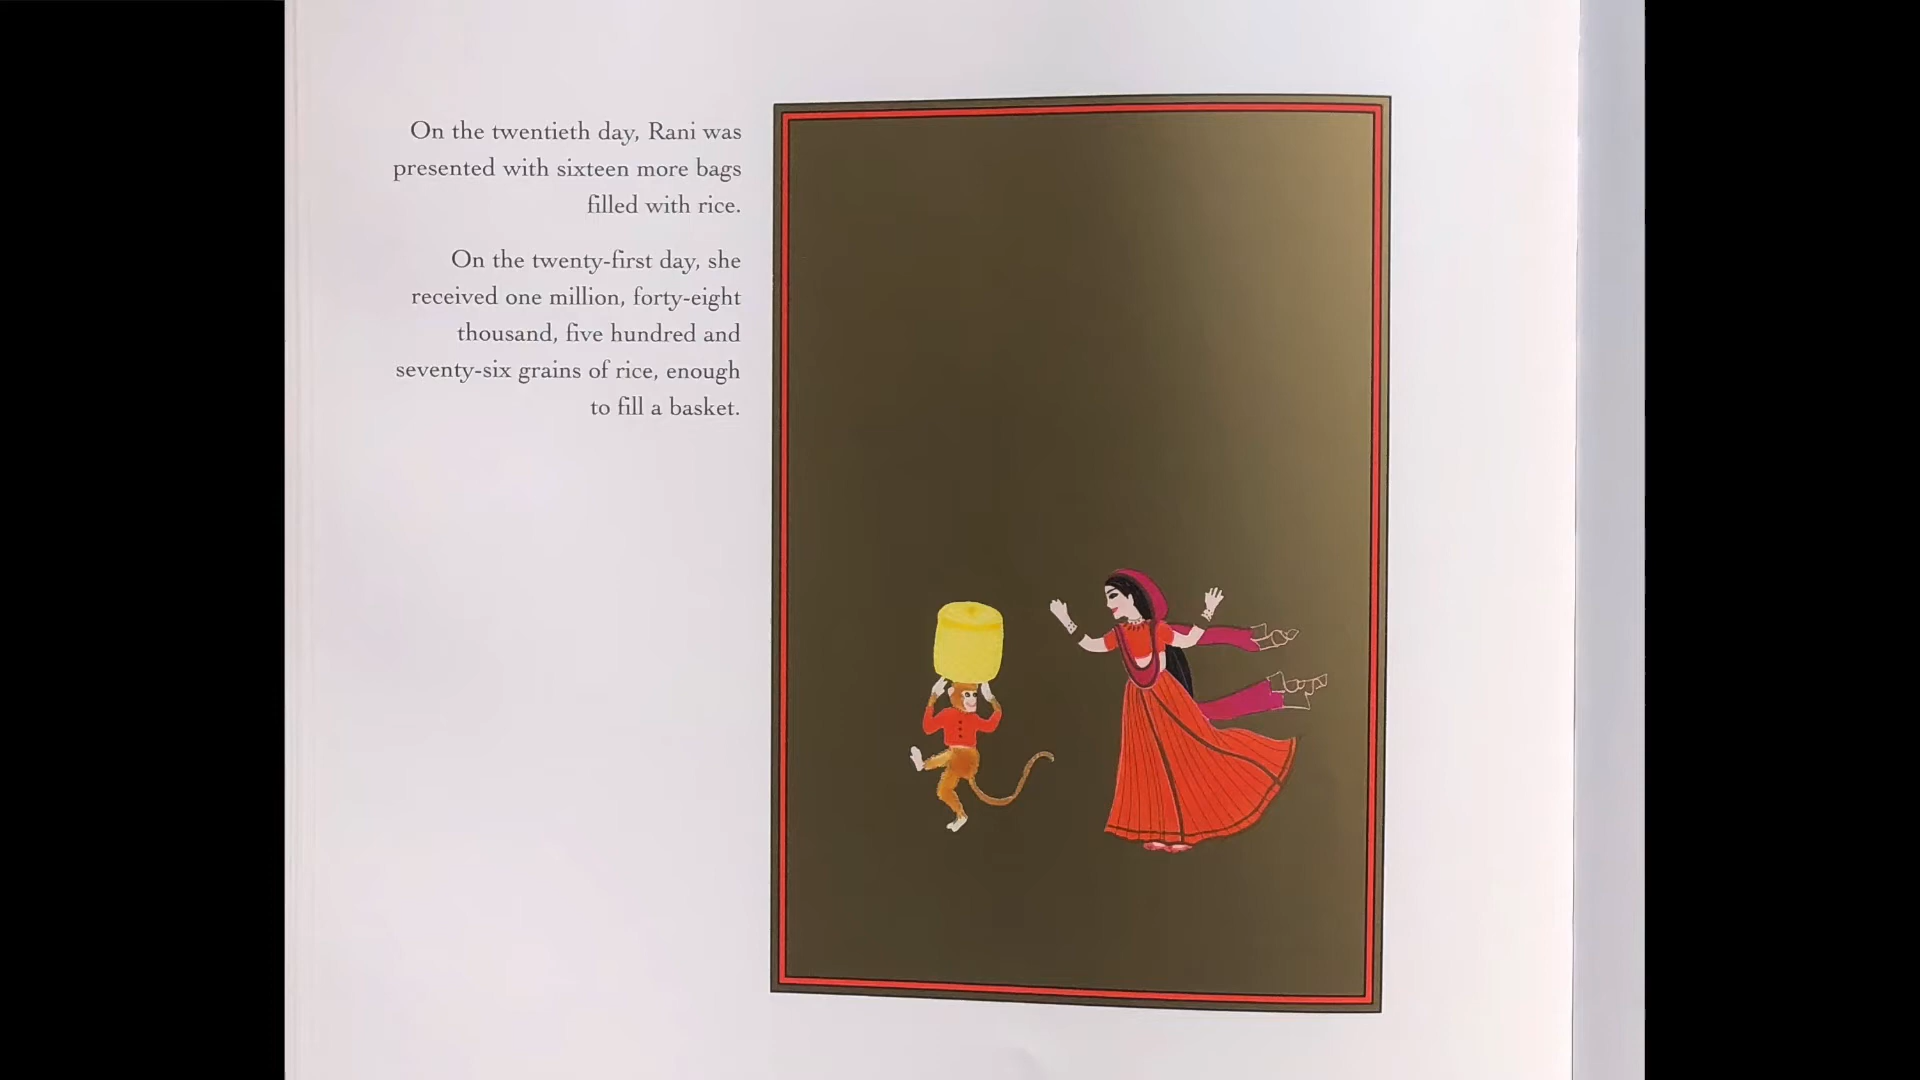 On the twentieth day, Rani was
presented with sixteen more bags
filled with rice.
On the twenty-first day, she
received one million, forty-eight
thousand, five hundred and
seventy-six grains of rice, enough
to fill a basket.